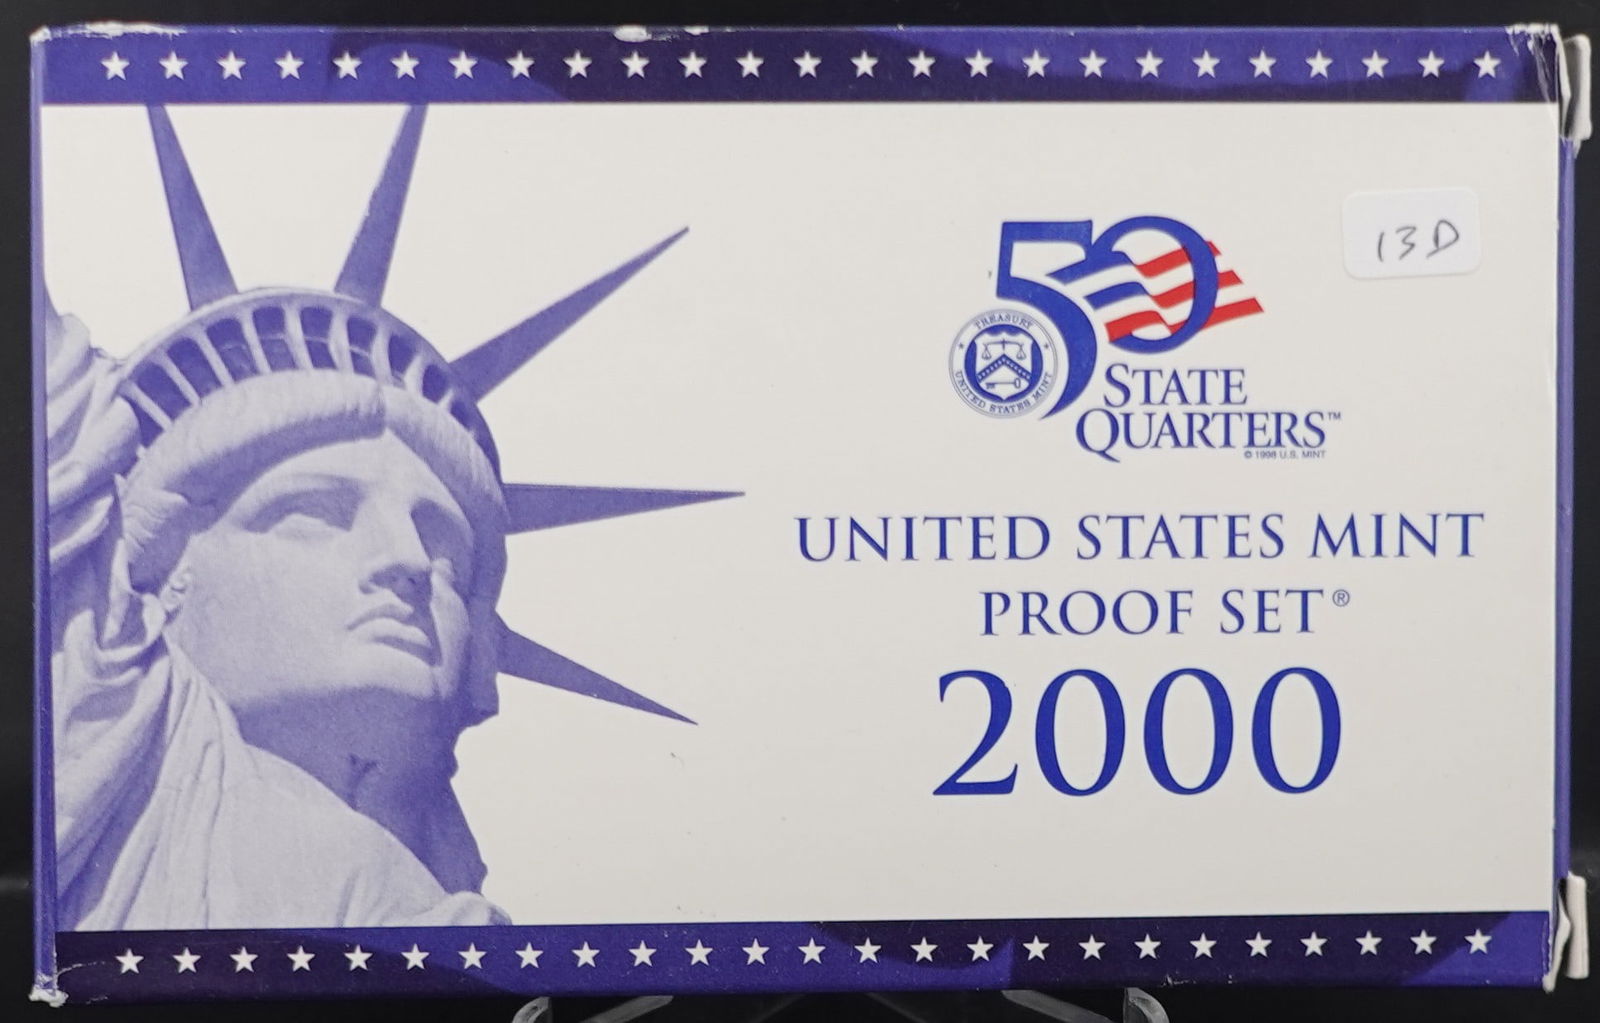 50
13D
TREASURY
UNITED STATES MINT
STATE
QUARTERS™
© 1998 U.S. MINT
UNITED STATES MINT
PROOF SET®
2000